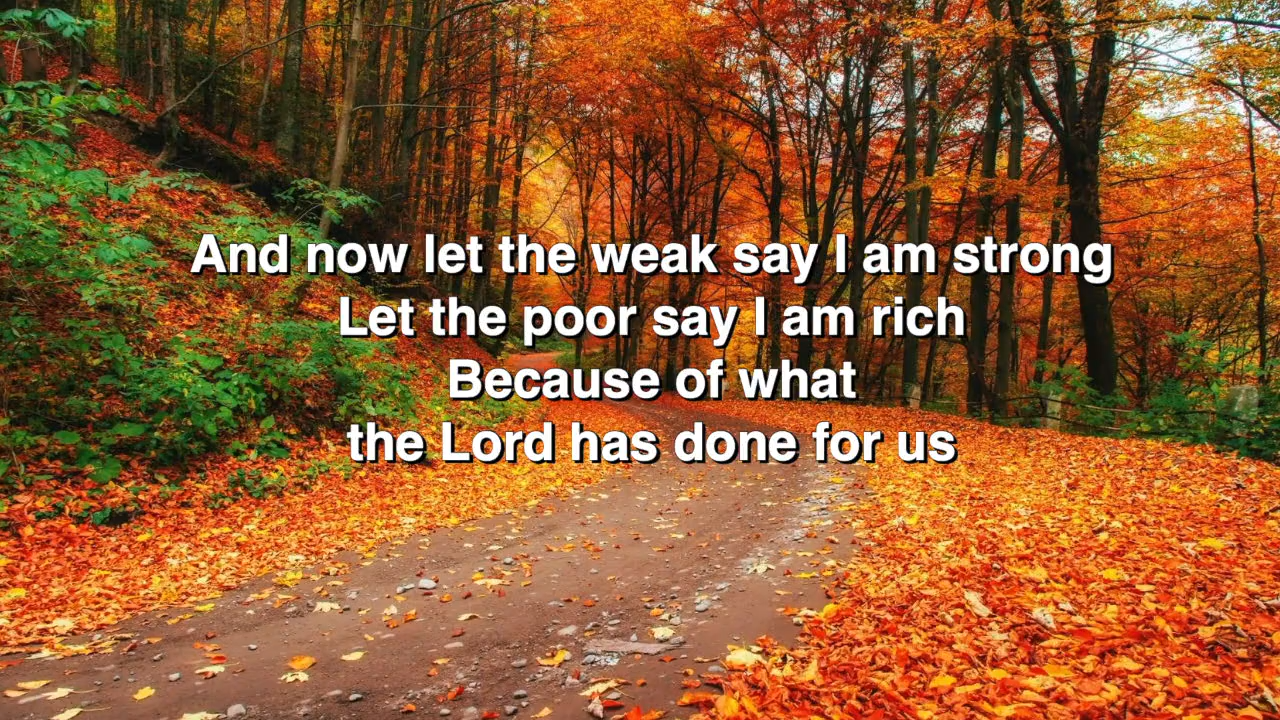 And now let the weak say I am strong
Let the poor say I am rich
Because of what
the Lord has done for us